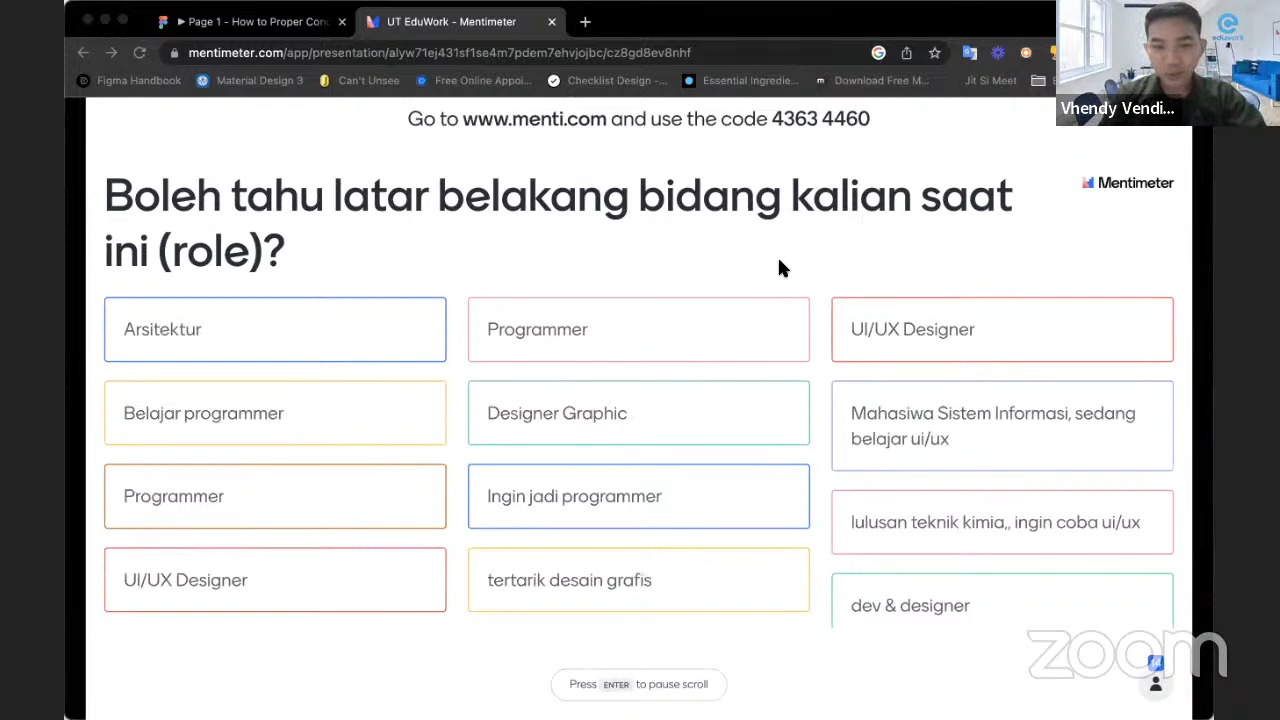 Page 1 - How to Proper Conc
UT EduWork - Mentimeter
mentimeter.com/app/presentation/alyw71ej431sf1se4m7pdzm7ehvjojbc/cz8gd8ev8nhf
Figma Handbook
Material Design 3
Can't Unsee
Free Online Appoi...
Checklist Design -...
Essential Ingredie...
Download Free M...
Jit Si Meet
eduwork
Vhendy Vendi...
Go to www.menti.com and use the code 4363 4460
Mentimeter
Boleh tahu latar belakang bidang kalian saat
ini (role)?
Arsitektur
Programmer
UI/UX Designer
Belajar programmer
Designer Graphic
Mahasiwa Sistem Informasi, sedang
belajar ui/ux
Programmer
Ingin jadi programmer
lulusan teknik kimia,, ingin coba ui/ux
UI/UX Designer
tertarik desain grafis
dev & designer
Press ENTER to pause scroll
zoom